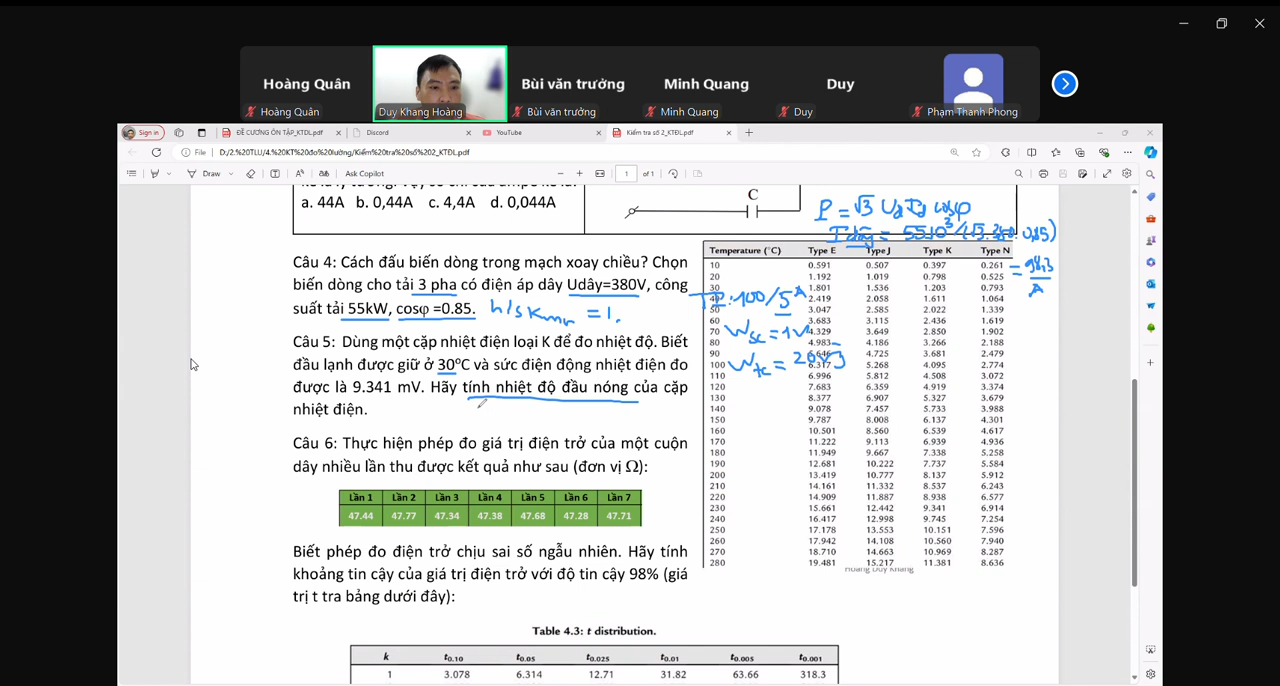 Hoàng Quân
Bùi văn trưởng
Minh Quang
Duy
Hoàng Quân
Duy Khang Hoàng
Bùi văn trưởng
Minh Quang
Duy
Phạm Thanh Phong
Sign in
ĐỀ CƯƠNG ÔN TẬP_KTĐL.pdf
Discord
YouTube
Kiểm tra số 2_KTĐL.pdf
File
D:/2.%20TLU/4.%20KT%20đo%20lường/Kiểm%20tra%20số%202_KTĐL.pdf
Draw
Ask Copilot
1
of 1
a. 44A b. 0,44A c. 4,4A d. 0,044A
C
P = √3 Ud Id cosφ
I dây = 55.10³/(√3.380.0,85)
= 98,3 A
Câu 4: Cách đấu biến dòng trong mạch xoay chiều? Chọn
biến dòng cho tải 3 pha có điện áp dây Udây=380V, công
suất tải 55kW, cosφ =0.85.
TI: 100/5A
Câu 5: Dùng một cặp nhiệt điện loại K để đo nhiệt độ. Biết
đầu lạnh được giữ ở 30°C và sức điện động nhiệt điện đo
được là 9.341 mV. Hãy tính nhiệt độ đầu nóng của cặp
nhiệt điện.
Câu 6: Thực hiện phép đo giá trị điện trở của một cuộn
dây nhiều lần thu được kết quả như sau (đơn vị Ω):
Lần 1 Lần 2 Lần 3 Lần 4 Lần 5 Lần 6 Lần 7
47.44 47.77 47.34 47.38 47.68 47.28 47.71
Biết phép đo điện trở chịu sai số ngẫu nhiên. Hãy tính
khoảng tin cậy của giá trị điện trở với độ tin cậy 98% (giá
trị t tra bảng dưới đây):
Temperature (°C) Type E Type J Type K Type N
10 0.591 0.507 0.397 0.261
20 1.192 1.019 0.798 0.525
30 1.801 1.536 1.203 0.793
40 2.419 2.058 1.611 1.064
50 3.047 2.585 2.022 1.339
60 3.683 3.115 2.436 1.619
70 4.329 3.649 2.850 1.902
80 4.983 4.186 3.266 2.188
90 5.646 4.725 3.681 2.479
100 6.317 5.268 4.095 2.774
110 6.996 5.812 4.508 3.072
120 7.683 6.359 4.919 3.374
130 8.377 6.907 5.327 3.679
140 9.078 7.457 5.733 3.988
150 9.787 8.008 6.137 4.301
160 10.501 8.560 6.539 4.617
170 11.222 9.113 6.939 4.936
180 11.949 9.667 7.338 5.258
190 12.681 10.222 7.737 5.584
200 13.419 10.777 8.137 5.912
210 14.161 11.332 8.537 6.243
220 14.909 11.887 8.938 6.577
230 15.661 12.442 9.341 6.914
240 16.417 12.998 9.745 7.254
250 17.178 13.553 10.151 7.596
260 17.942 14.108 10.560 7.940
270 18.710 14.663 10.969 8.287
280 19.481 15.217 11.381 8.636
Hoàng Duy Khang
Table 4.3: t distribution.
k t0.10 t0.05 t0.025 t0.01 t0.005 t0.001
1 3.078 6.314 12.71 31.82 63.66 318.3